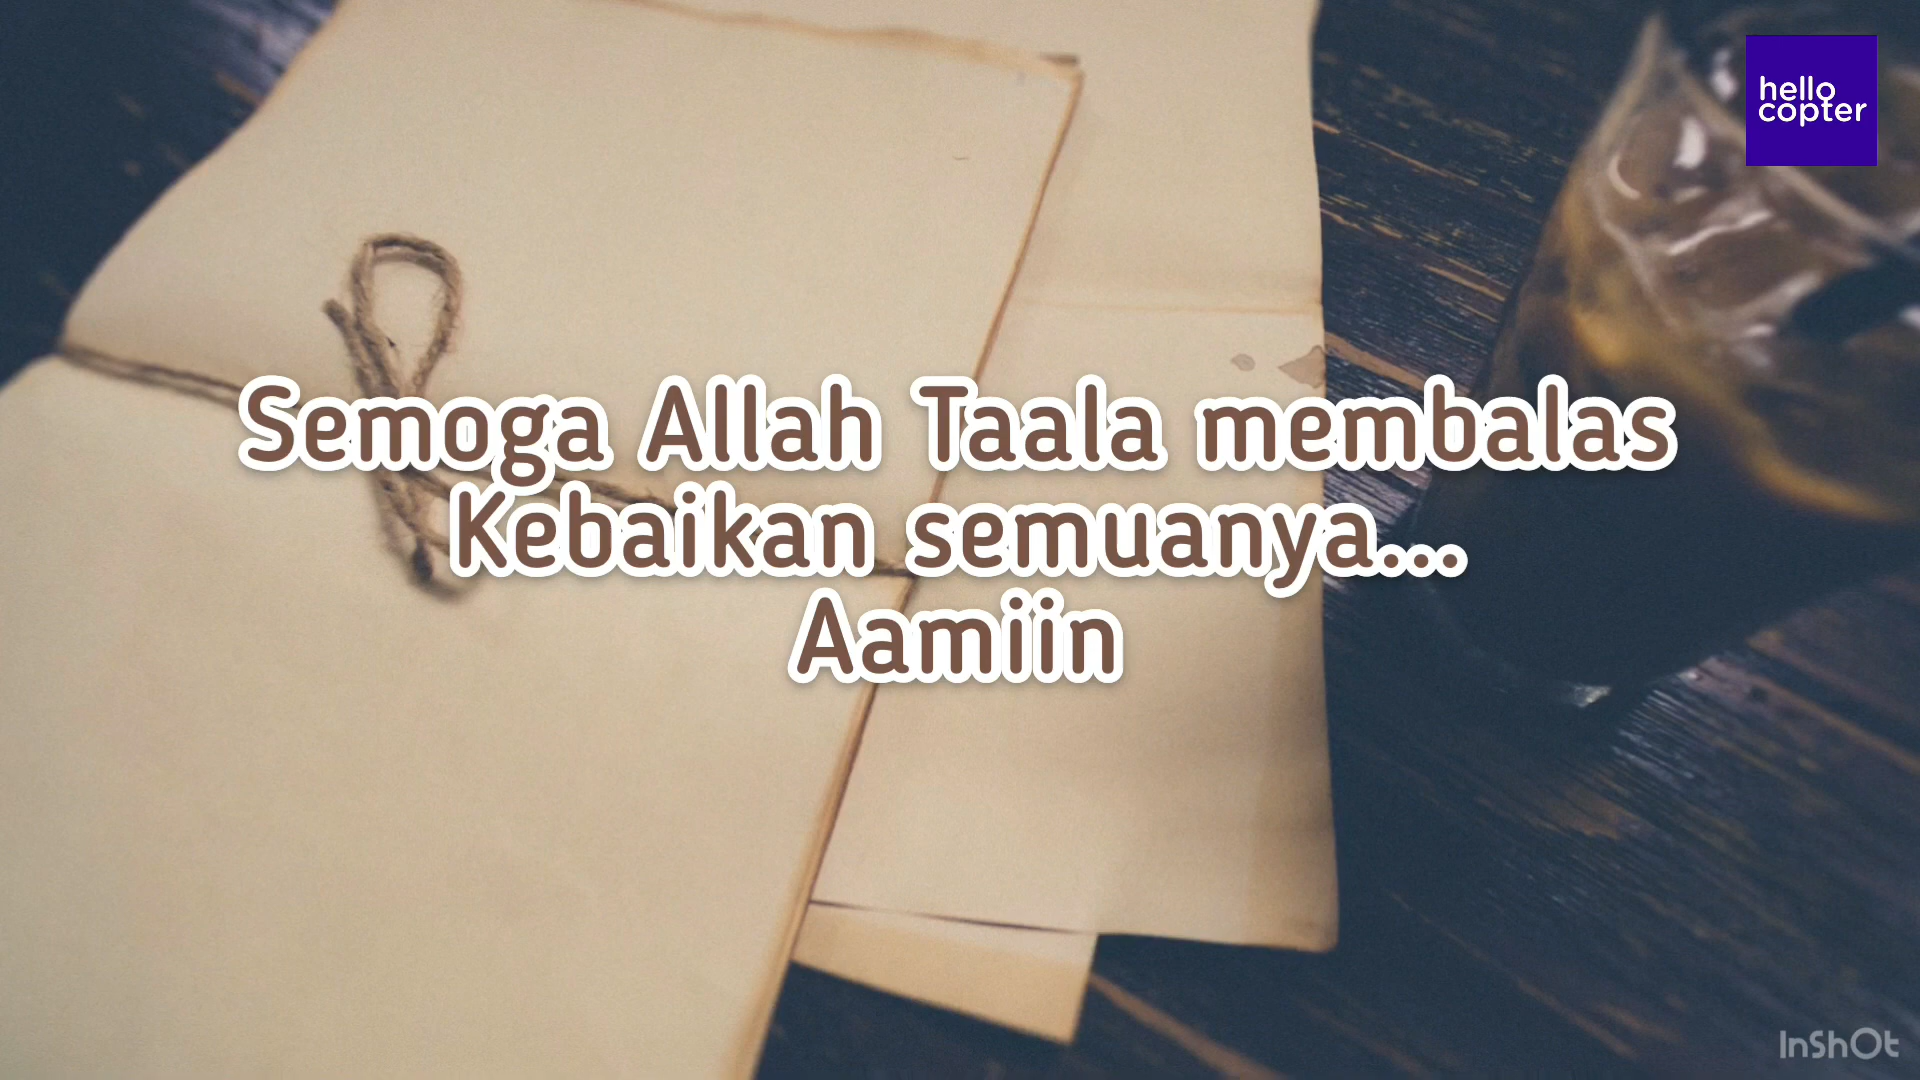 hello
copter
Semoga Allah Taala membalas
Kebaikan semuanya...
Aamiin
InShOt